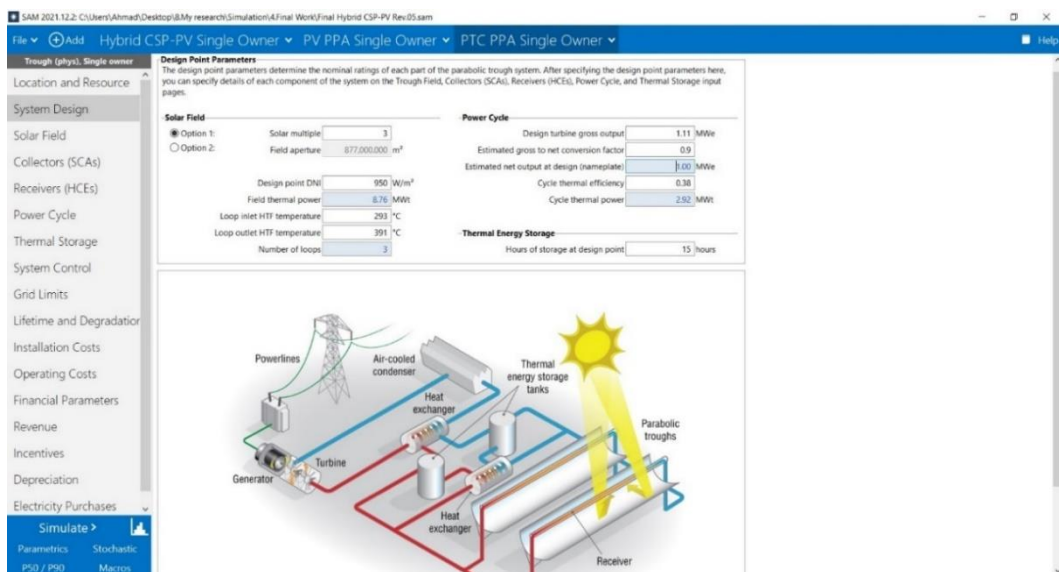 SAM 2021.12.2: C:\Users\Ahmad\Desktop\8.My research\Simulation\4.Final Work\Final Hybrid CSP-PV Rev.05.sam
File Add Hybrid CSP-PV Single Owner PV PPA Single Owner PTC PPA Single Owner Help
Trough (phys), Single owner
Location and Resource
System Design
Solar Field
Collectors (SCAs)
Receivers (HCEs)
Power Cycle
Thermal Storage
System Control
Grid Limits
Lifetime and Degradation
Installation Costs
Operating Costs
Financial Parameters
Revenue
Incentives
Depreciation
Electricity Purchases
Simulate >
Parametrics Stochastic
P50 / P90 Macros
Design Point Parameters
The design point parameters determine the nominal ratings of each part of the parabolic trough system. After specifying the design point parameters here,
you can specify details of each component of the system on the Trough Field, Collectors (SCAs), Receivers (HCEs), Power Cycle, and Thermal Storage input
pages.
Solar Field
Option 1: Solar multiple 3
Option 2: Field aperture 877,000.000 m²
Design point DNI 950 W/m²
Field thermal power 8.76 MWt
Loop inlet HTF temperature 293 °C
Loop outlet HTF temperature 391 °C
Number of loops 3
Power Cycle
Design turbine gross output 1.11 MWe
Estimated gross to net conversion factor 0.9
Estimated net output at design (nameplate) 1.00 MWe
Cycle thermal efficiency 0.38
Cycle thermal power 2.92 MWt
Thermal Energy Storage
Hours of storage at design point 15 hours
Powerlines
Air-cooled
condenser
Thermal
energy storage
tanks
Heat
exchanger
Parabolic
troughs
Turbine
Generator
Heat
exchanger
Receiver